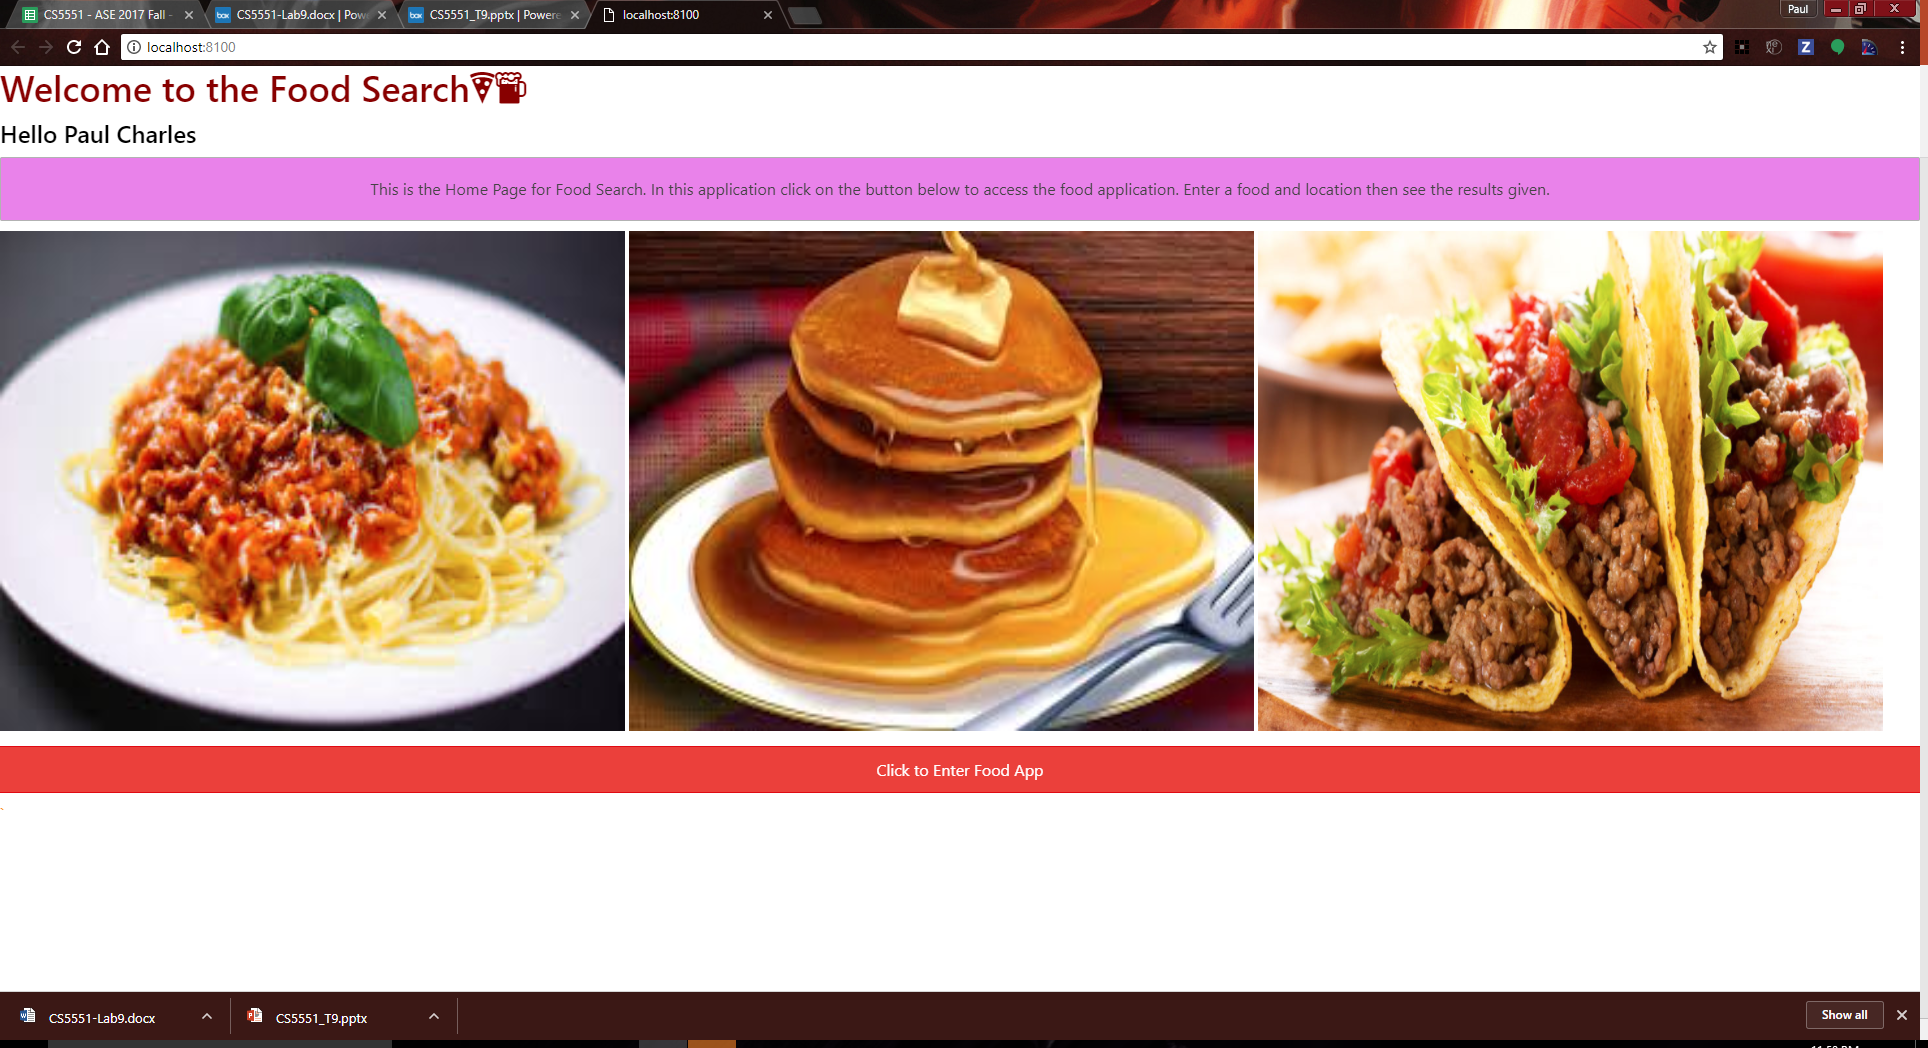 CS5551 - ASE 2017 Fall -
box CS5551-Lab9.docx | Pow
box CS5551_T9.pptx | Powere
localhost:8100
Paul
localhost:8100
Z
Welcome to the Food Search
Hello Paul Charles
This is the Home Page for Food Search. In this application click on the button below to access the food application. Enter a food and location then see the results given.
Click to Enter Food App
`
CS5551-Lab9.docx
CS5551_T9.pptx
Show all